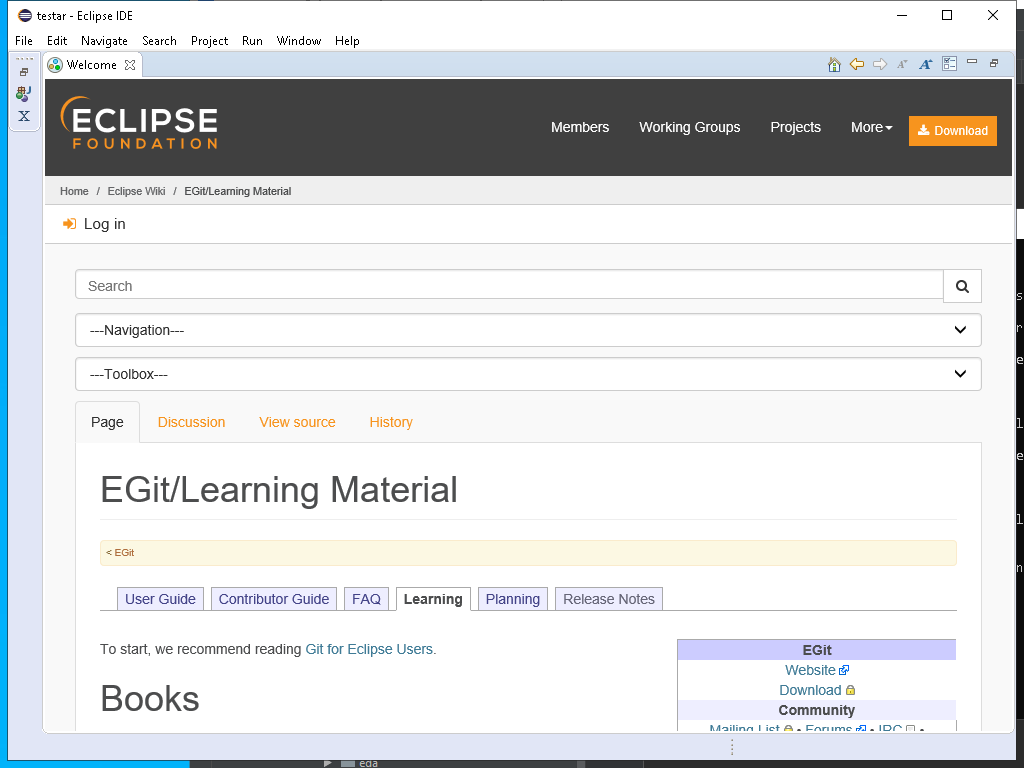 testar - Eclipse IDE
File Edit Navigate Search Project Run Window Help
Welcome
ECLIPSE
FOUNDATION
Members Working Groups Projects More Download
Home / Eclipse Wiki / EGit/Learning Material
Log in
Search
---Navigation---
---Toolbox---
Page Discussion View source History
EGit/Learning Material
< EGit
User Guide Contributor Guide FAQ Learning Planning Release Notes
To start, we recommend reading Git for Eclipse Users.
Books
EGit
Website
Download
Community
Mailing List • Forums • IRC •
eda